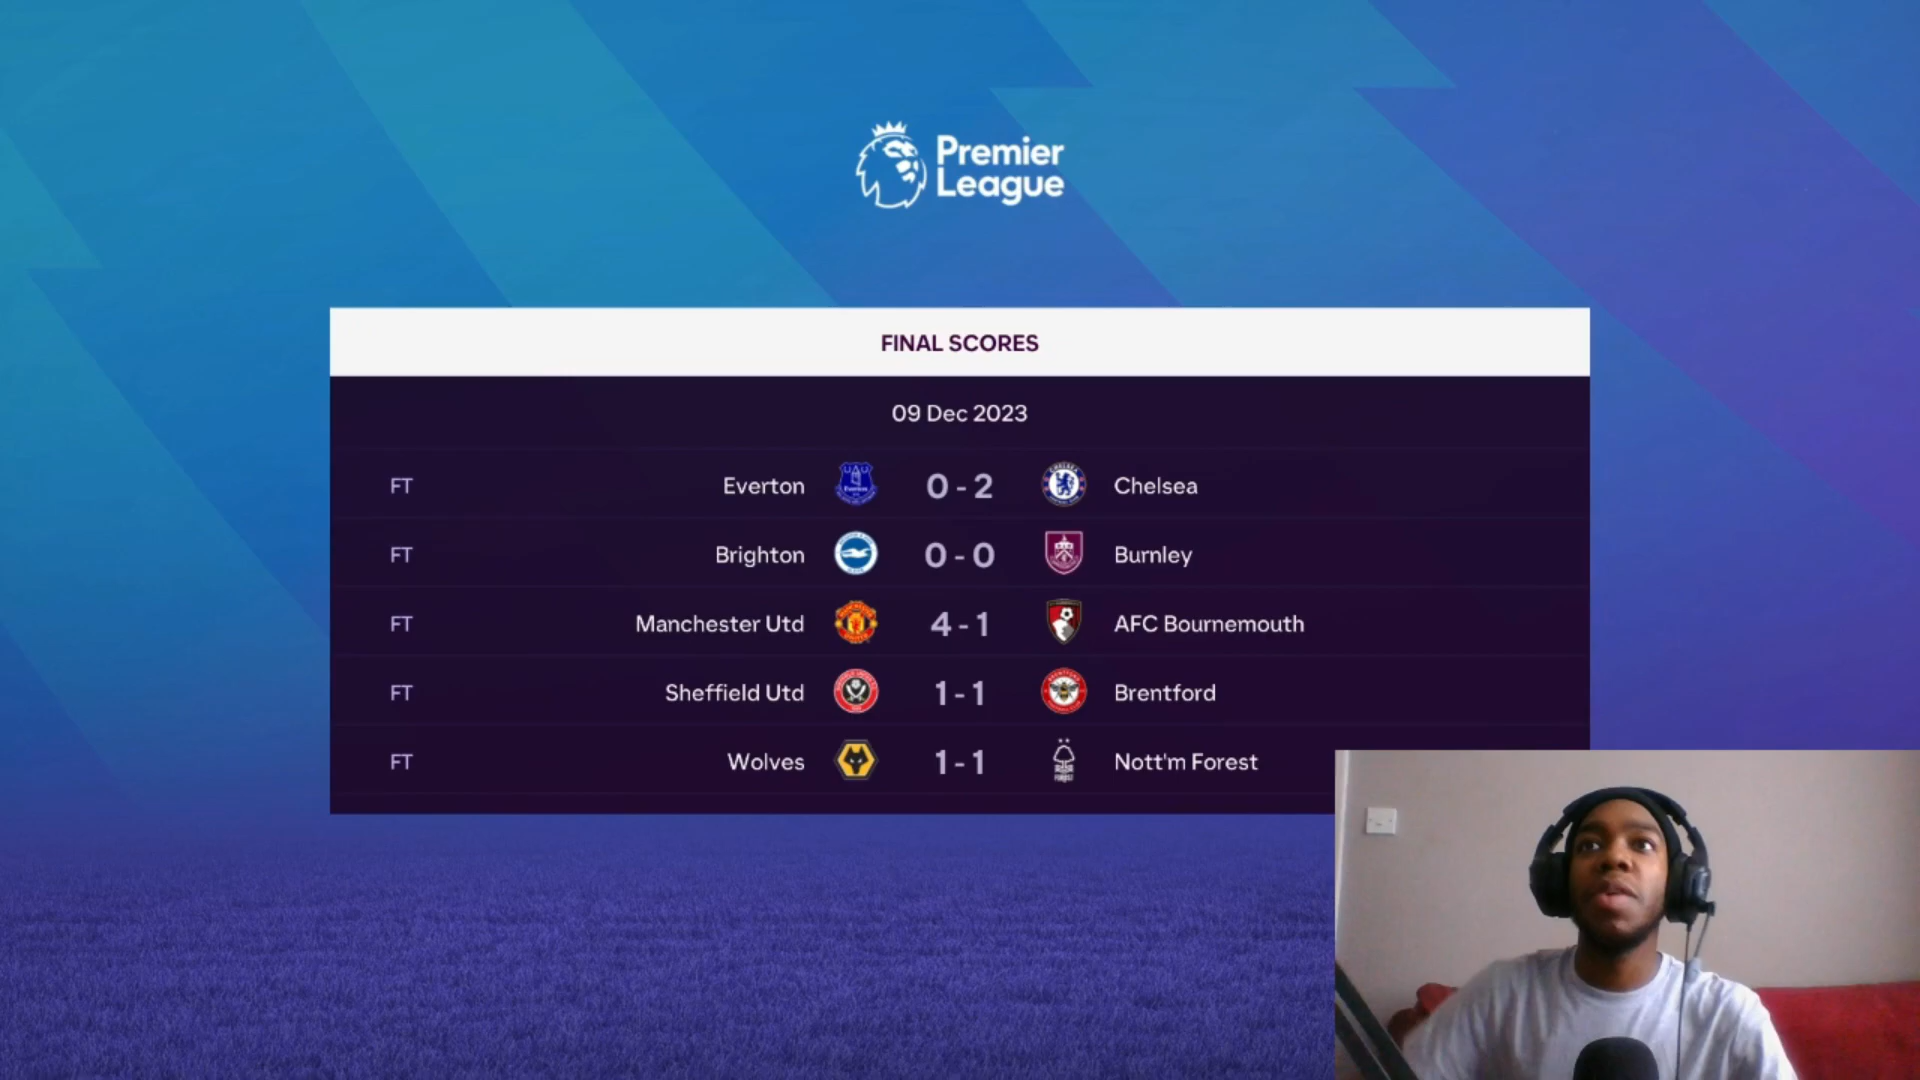 Premier
League
FINAL SCORES
09 Dec 2023
FT Everton 0 - 2 Chelsea
FT Brighton 0 - 0 Burnley
FT Manchester Utd 4 - 1 AFC Bournemouth
FT Sheffield Utd 1 - 1 Brentford
FT Wolves 1 - 1 Nott'm Forest